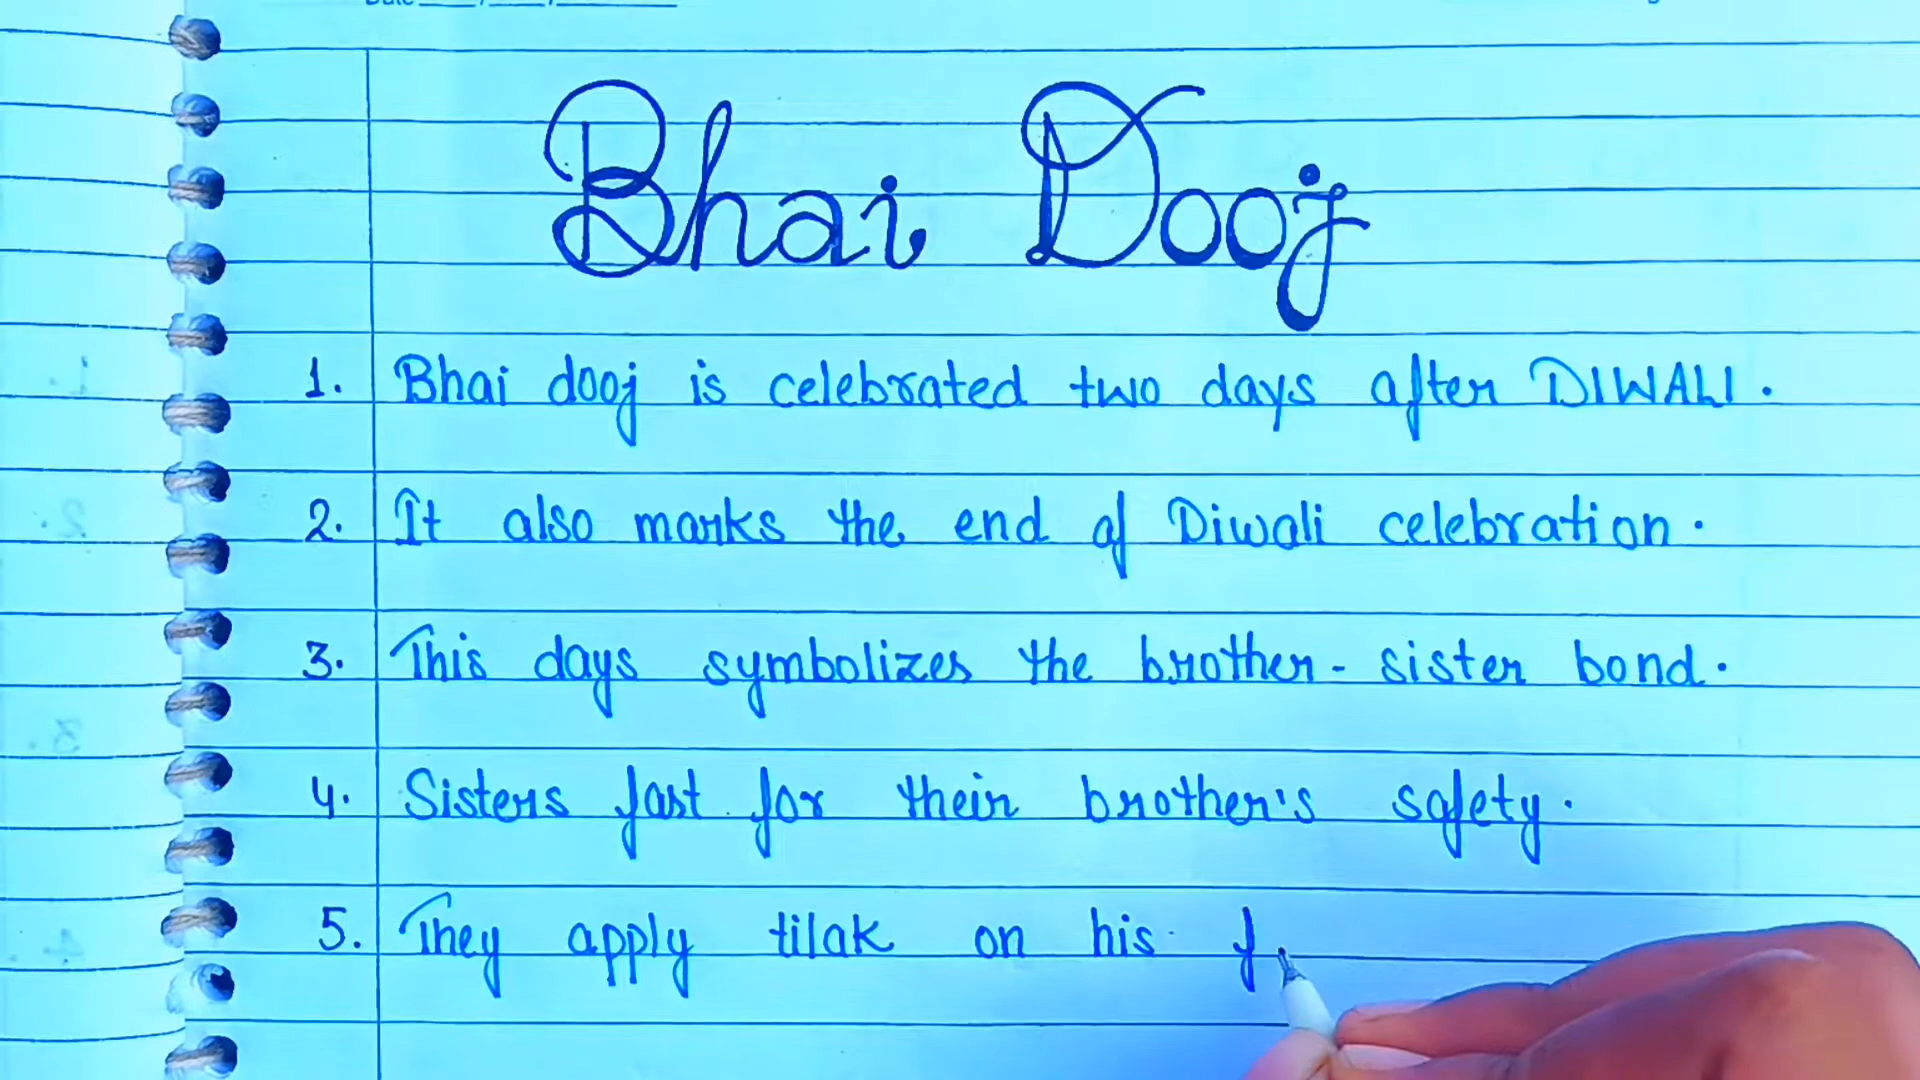 Bhai Dooj
1. Bhai dooj is celebrated two days after DIWALI.
2. It also marks the end of Diwali celebration.
3. This days symbolizes the brother-sister bond.
4. Sisters fast for their brother's safety.
5. They apply tilak on his f